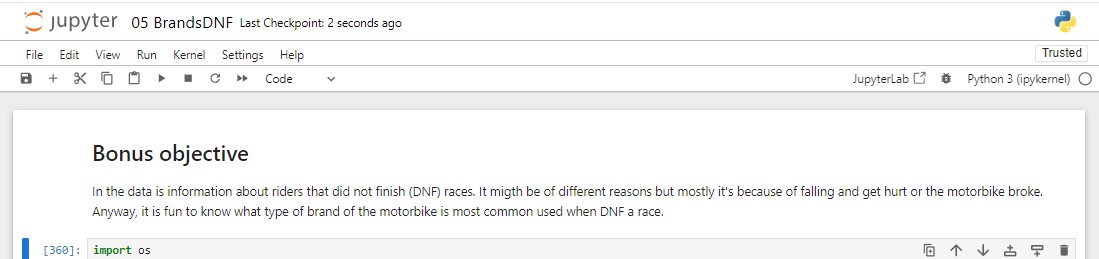 jupyter 05 BrandsDNF Last Checkpoint: 2 seconds ago
File Edit View Run Kernel Settings Help Trusted
Code JupyterLab Python 3 (ipykernel)
Bonus objective
In the data is information about riders that did not finish (DNF) races. It migth be of different reasons but mostly it's because of falling and get hurt or the motorbike broke.
Anyway, it is fun to know what type of brand of the motorbike is most common used when DNF a race.
[360]: import os